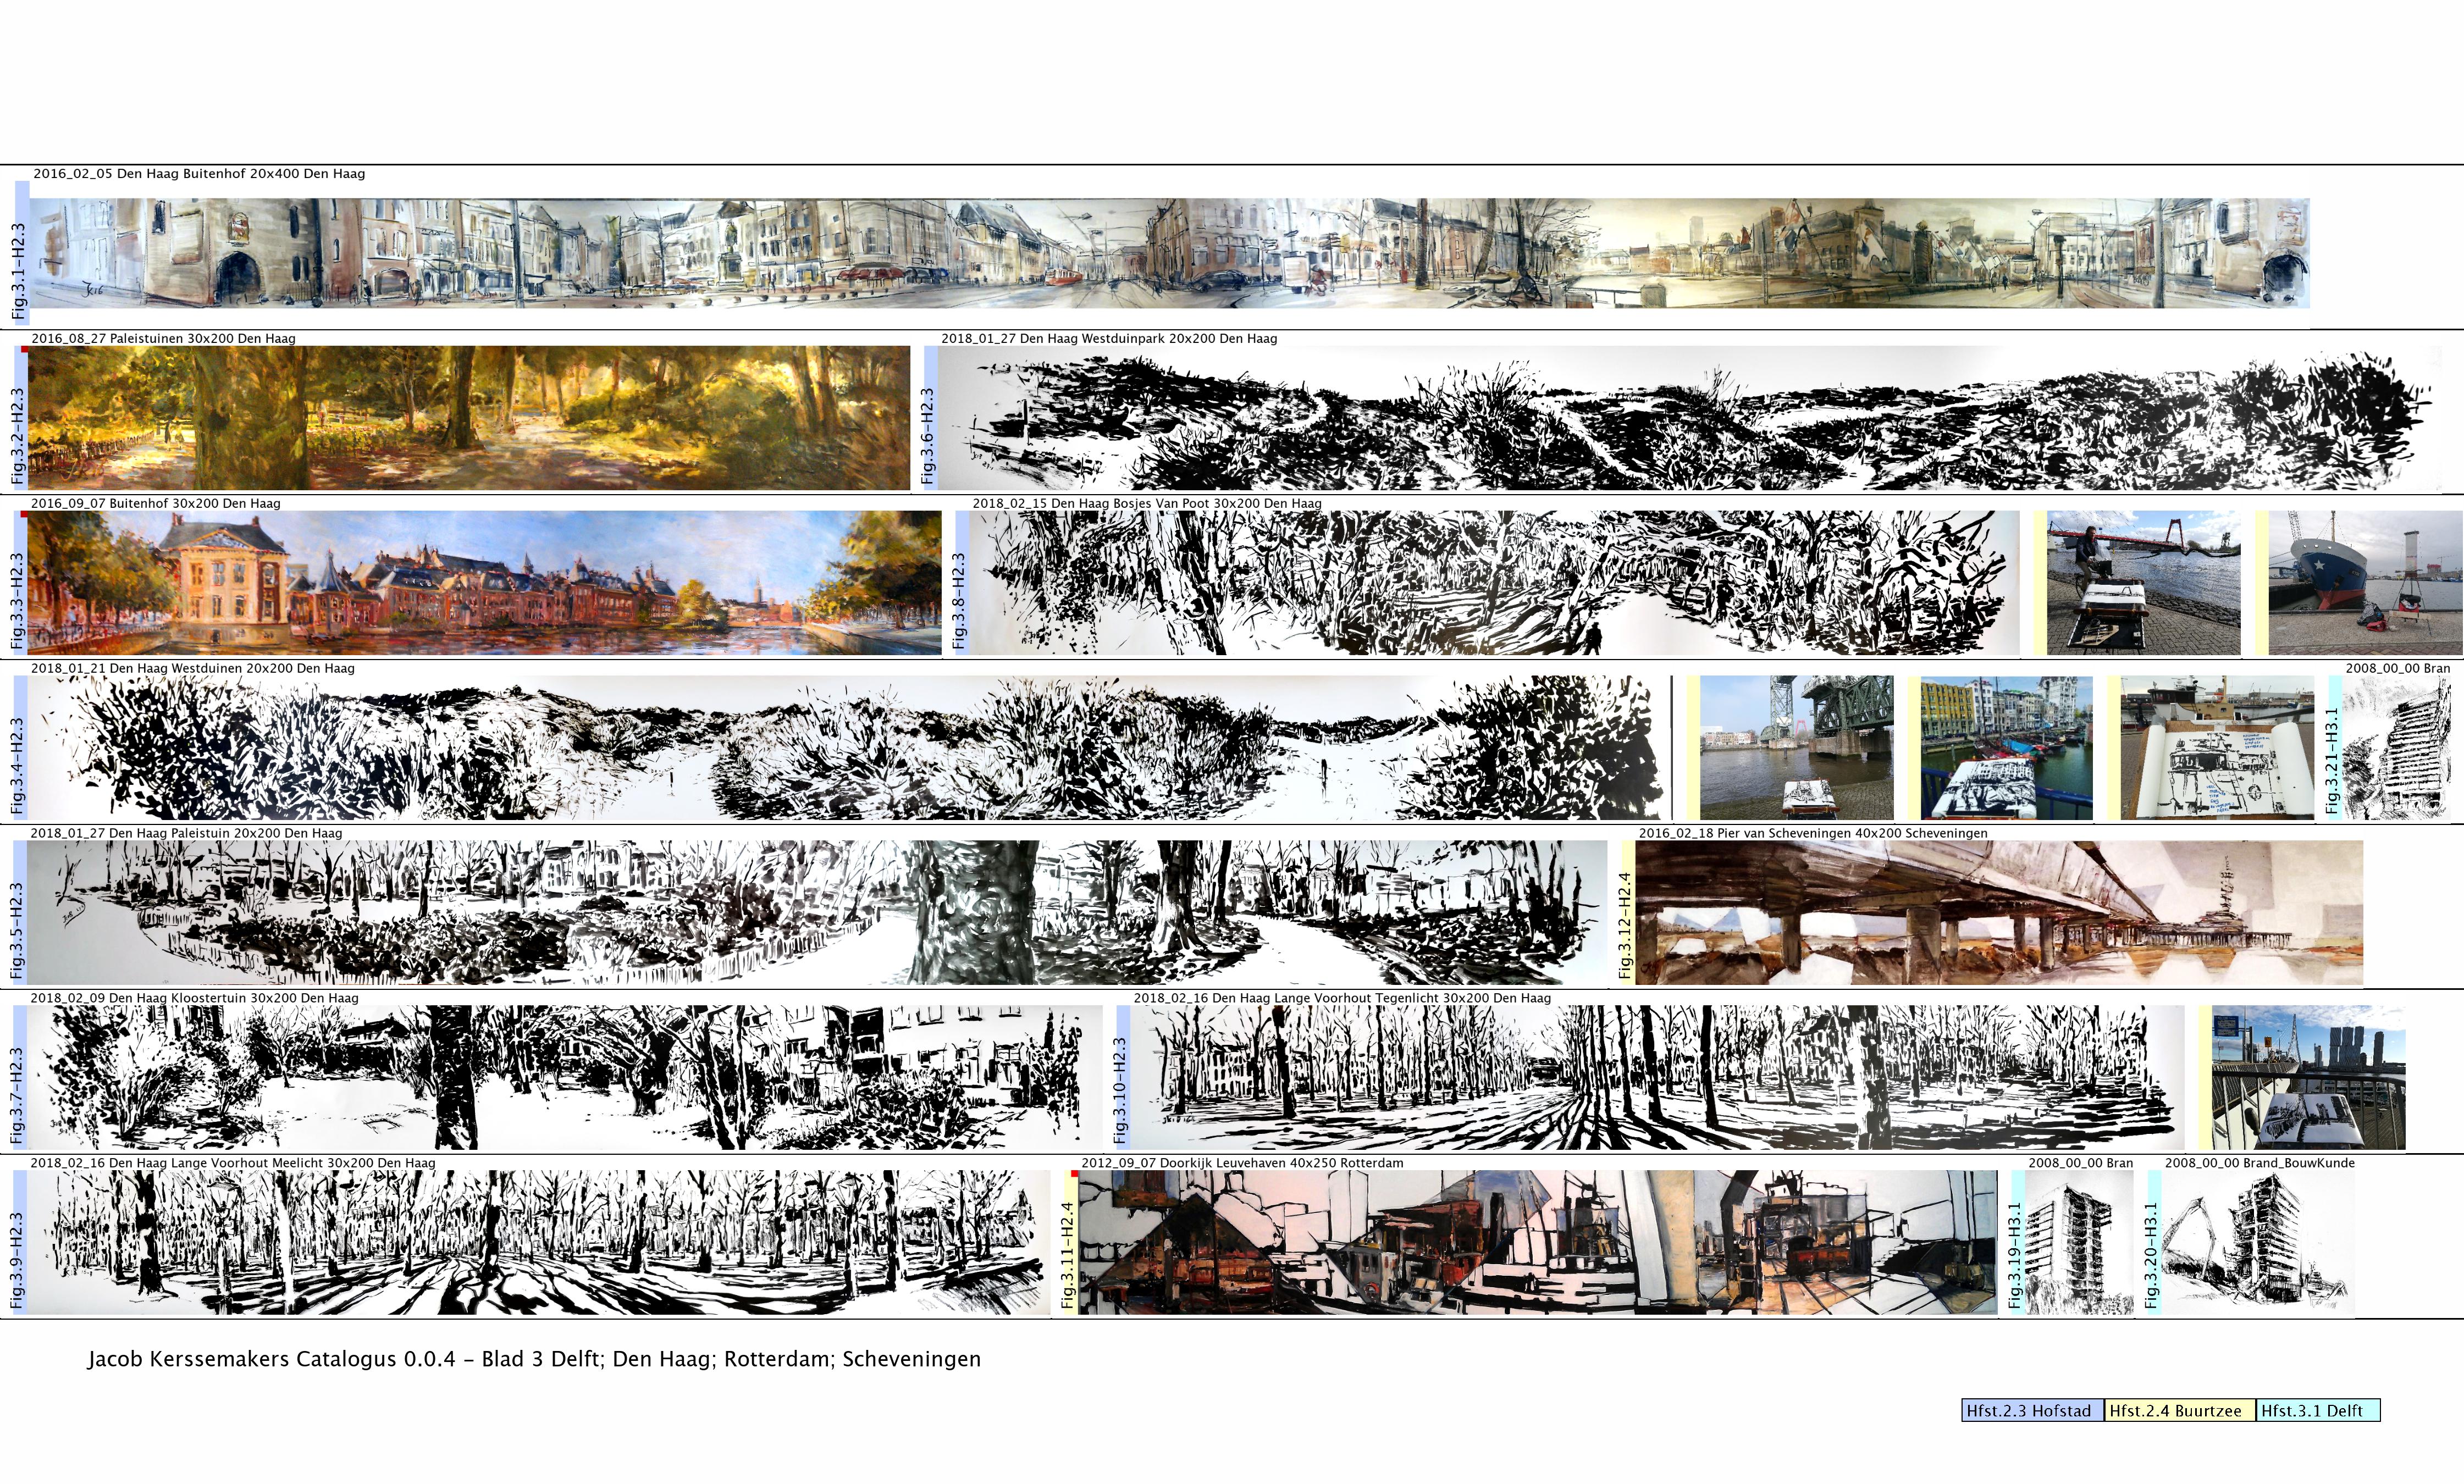 2016_02_05 Den Haag Buitenhof 20x400 Den Haag
Fig.3.1-H2.3
2016_08_27 Paleistuinen 30x200 Den Haag
Fig.3.2-H2.3
2018_01_27 Den Haag Westduinpark 20x200 Den Haag
Fig.3.6-H2.3
2016_09_07 Buitenhof 30x200 Den Haag
Fig.3.3-H2.3
2018_02_15 Den Haag Bosjes Van Poot 30x200 Den Haag
Fig.3.8-H2.3
2018_01_21 Den Haag Westduinen 20x200 Den Haag
Fig.3.4-H2.3
2008_00_00 Bran
Fig.3.21-H3.1
2018_01_27 Den Haag Paleistuin 20x200 Den Haag
Fig.3.5-H2.3
2016_02_18 Pier van Scheveningen 40x200 Scheveningen
Fig.3.12-H2.4
2018_02_09 Den Haag Kloostertuin 30x200 Den Haag
Fig.3.7-H2.3
2018_02_16 Den Haag Lange Voorhout Tegenlicht 30x200 Den Haag
Fig.3.10-H2.3
2018_02_16 Den Haag Lange Voorhout Meelicht 30x200 Den Haag
Fig.3.9-H2.3
2012_09_07 Doorkijk Leuvehaven 40x250 Rotterdam
Fig.3.11-H2.4
2008_00_00 Bran
Fig.3.19-H3.1
2008_00_00 Brand_BouwKunde
Fig.3.20-H3.1
Jacob Kerssemakers Catalogus 0.0.4 - Blad 3 Delft; Den Haag; Rotterdam; Scheveningen
Hfst.2.3 Hofstad
Hfst.2.4 Buurtzee
Hfst.3.1 Delft